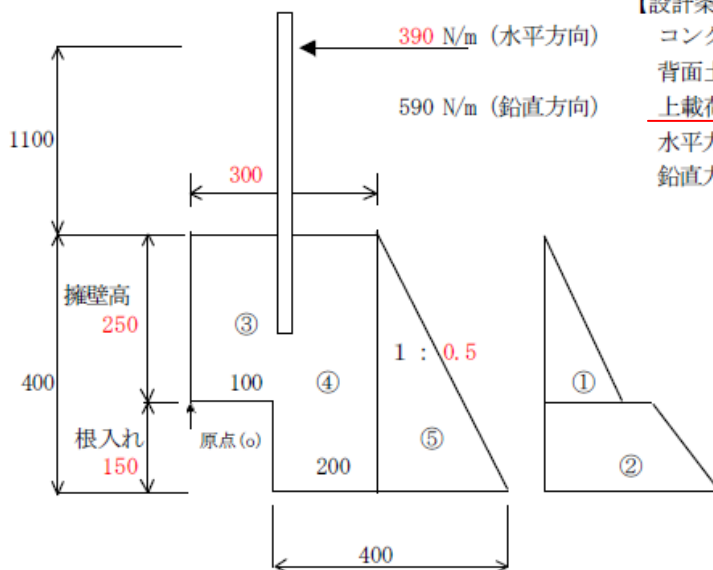 【設計条
390 N/m (水平方向)
コンク
背面土
590 N/m (鉛直方向)
上載荷
1100
水平方
300
鉛直方
擁壁高
250
③
1 : 0.5
400
100
④
①
根入れ
原点(o)
⑤
②
150
200
400